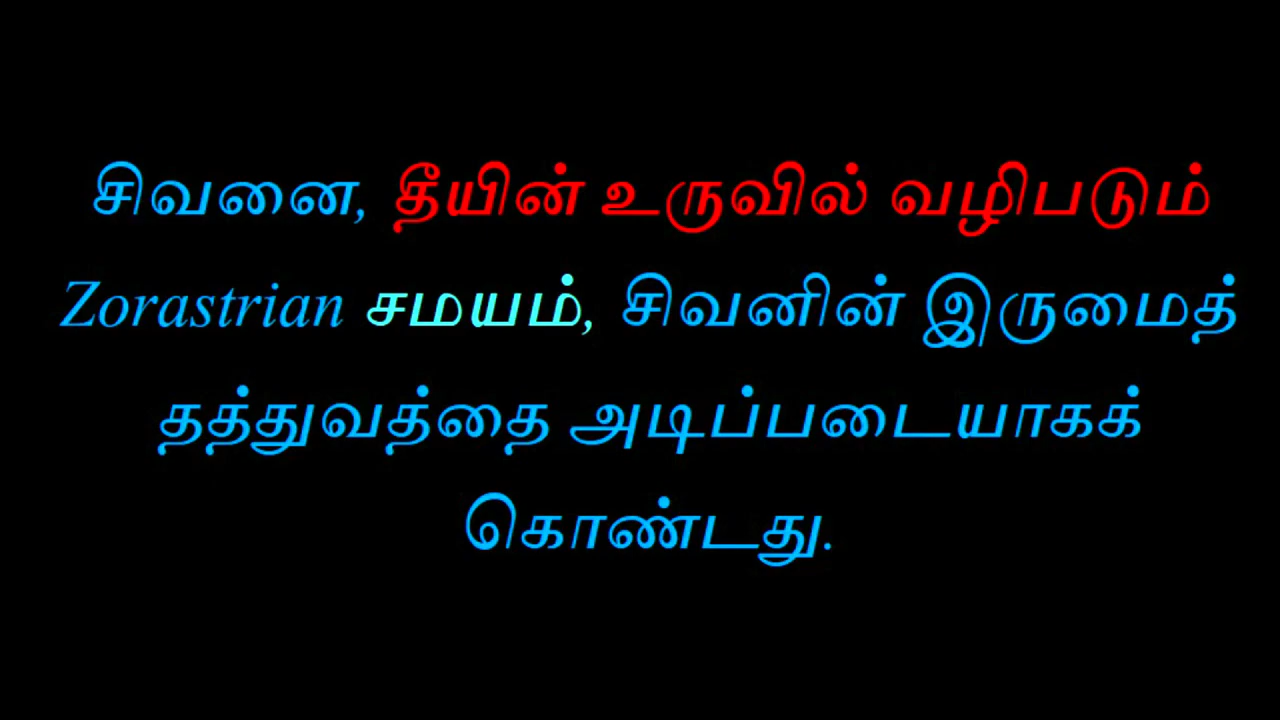 சிவனை, தீயின் உருவில் வழிபடும்
Zorastrian சமயம், சிவனின் இருமைத்
தத்துவத்தை அடிப்படையாகக்
கொண்டது.